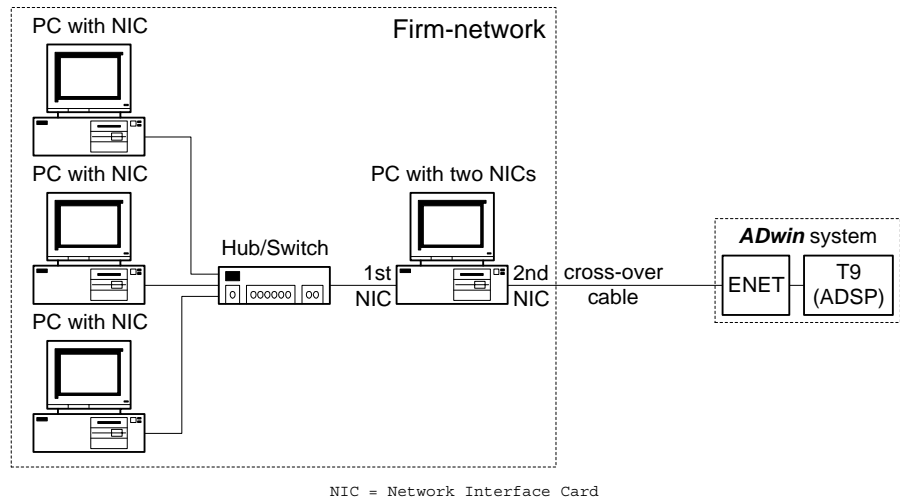 PC with NIC
Firm-network
PC with NIC
PC with two NICs
Hub/Switch
1st
NIC
2nd
NIC
cross-over
cable
ADwin system
ENET
T9
(ADSP)
PC with NIC
NIC = Network Interface Card